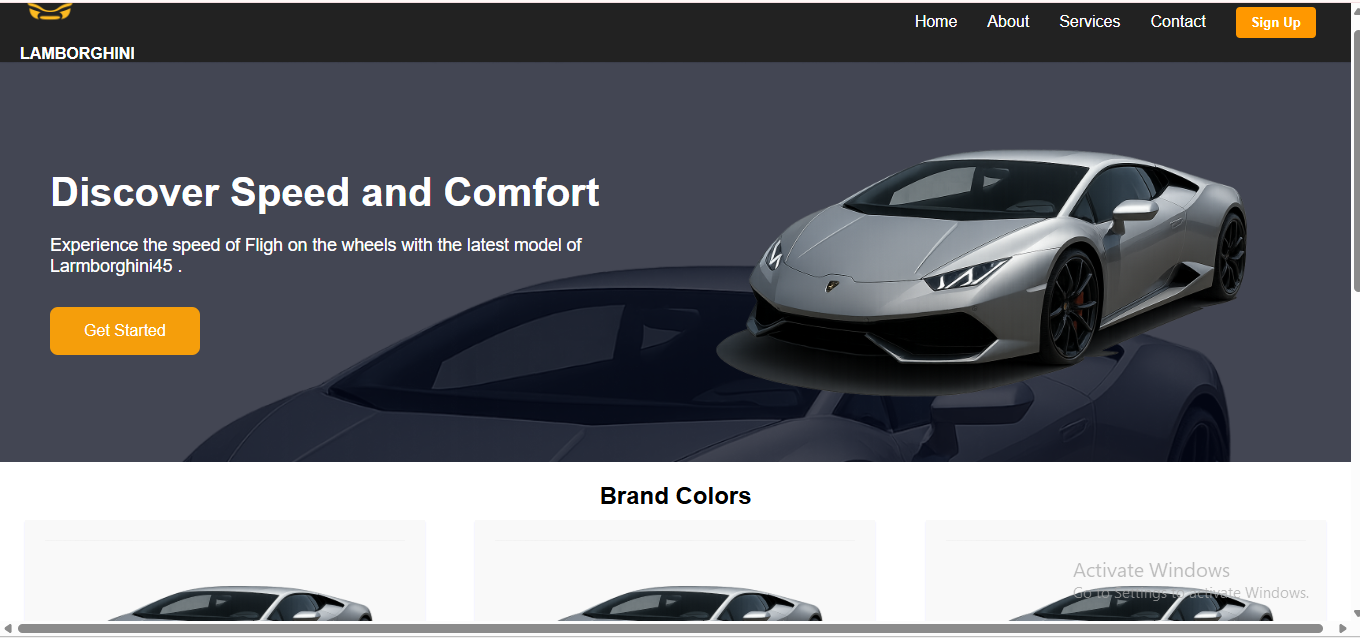 Home About Services Contact Sign Up
LAMBORGHINI
Discover Speed and Comfort
Experience the speed of Fligh on the wheels with the latest model of
Larmborghini45 .
Get Started
Brand Colors
Activate Windows
Go to Settings to activate Windows.